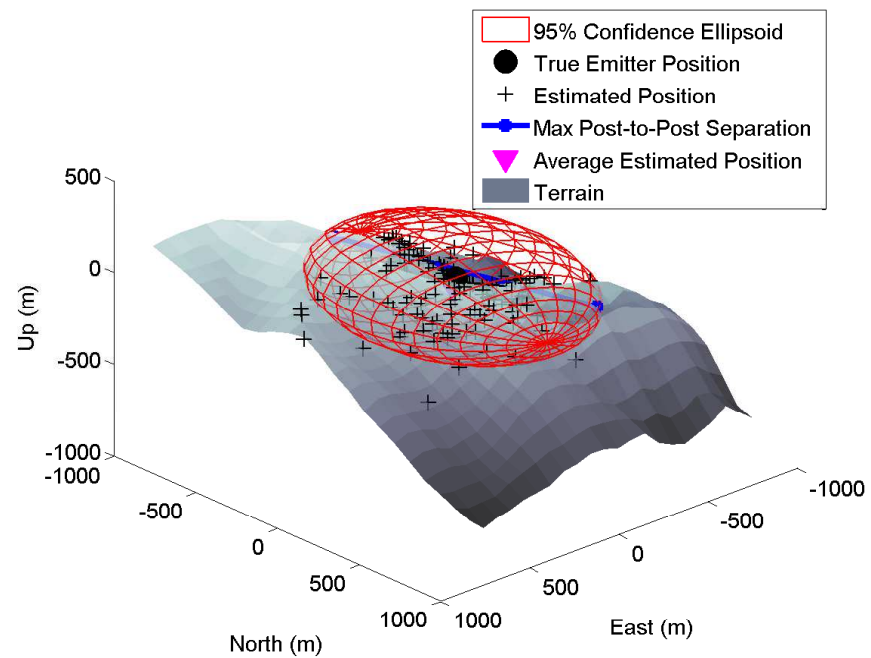 95% Confidence Ellipsoid
True Emitter Position
Estimated Position
Max Post-to-Post Separation
Average Estimated Position
Terrain
500
0
-500
-1000
Up (m)
-1000
-500
0
500
1000
North (m)
1000
500
0
-500
-1000
East (m)